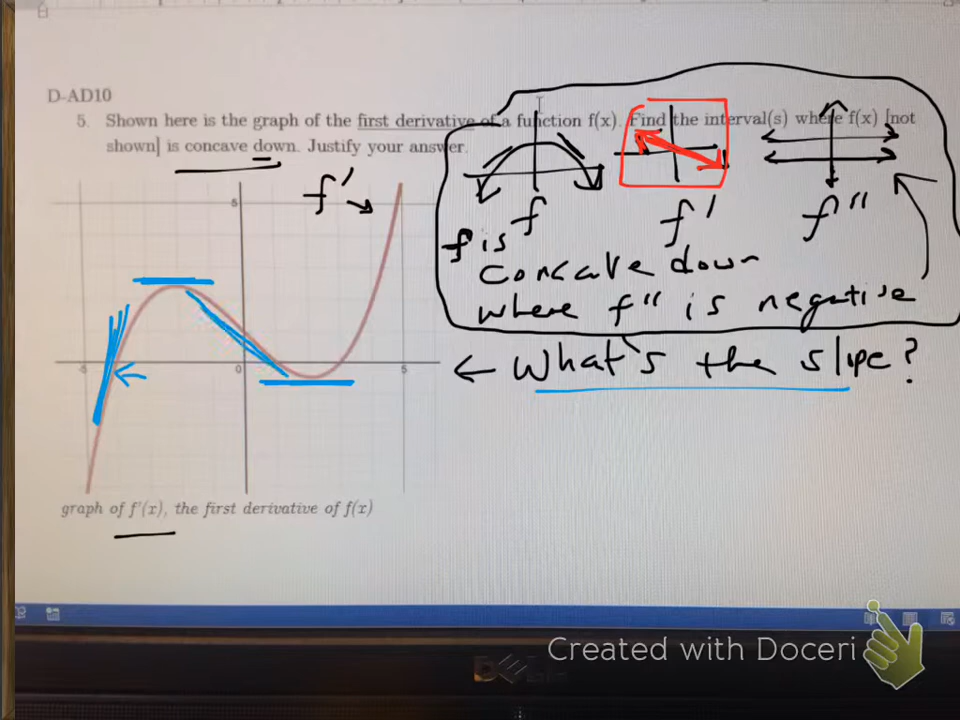 D-AD10
5. Shown here is the graph of the first derivative of a function f(x). Find the interval(s) where f(x) [not
shown] is concave down. Justify your answer.
f'
5
f
f'
f"
f is
concave down
where f" is negative
← What's the slope?
-5
0
5
graph of f'(x), the first derivative of f(x)
Created with Doceri